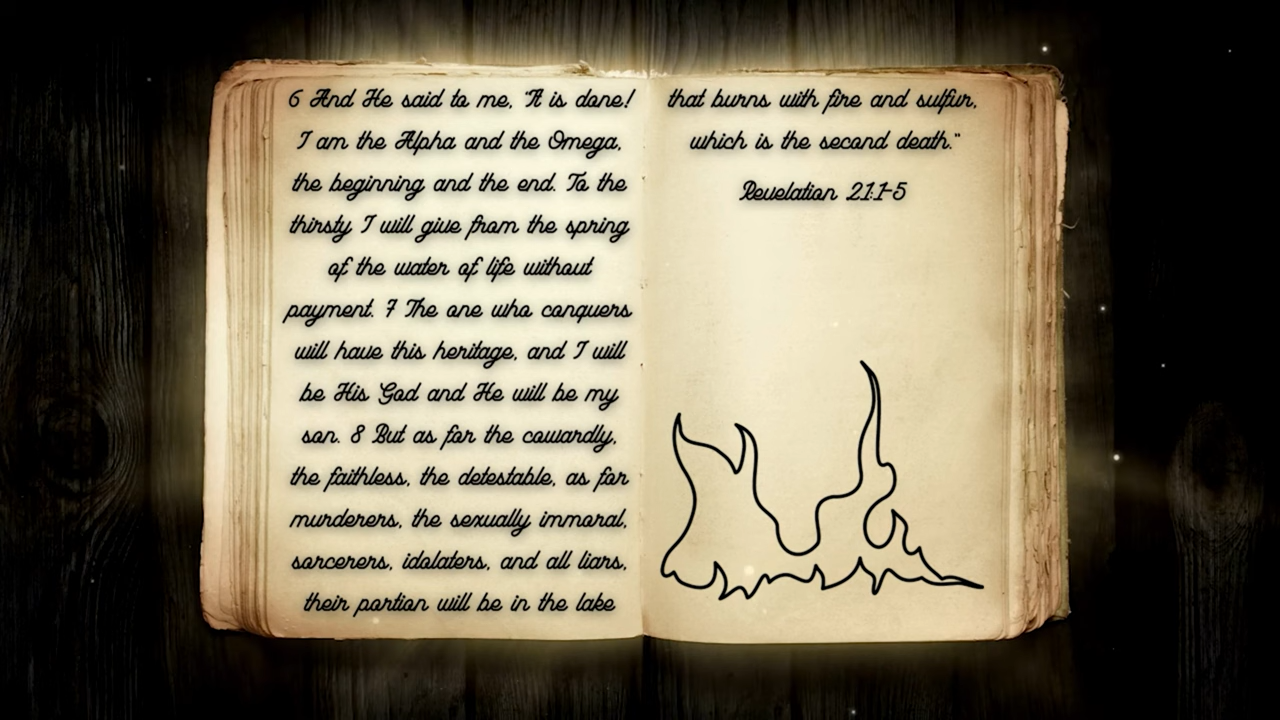 6 And He said to me, "It is done!
I am the Alpha and the Omega,
the beginning and the end. To the
thirsty I will give from the spring
of the water of life without
payment. 7 The one who conquers
will have this heritage, and I will
be His God and He will be my
son. 8 But as for the cowardly,
the faithless, the detestable, as for
murderers, the sexually immoral,
sorcerers, idolaters, and all liars,
their portion will be in the lake
that burns with fire and sulfur,
which is the second death."
Revelation 21:1-5